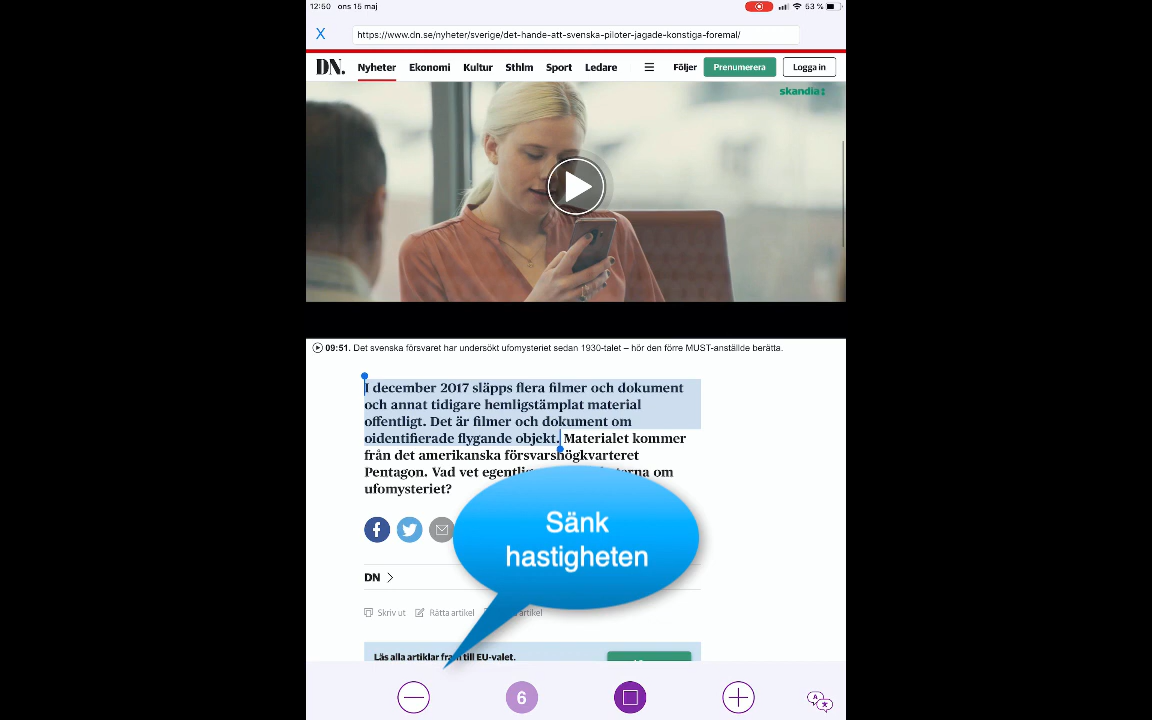 12:50 ons 15 maj
53 %
X
https://www.dn.se/nyheter/sverige/det-hande-att-svenska-piloter-jagade-konstiga-foremal/
DN. Nyheter Ekonomi Kultur Sthlm Sport Ledare Följer Prenumerera Logga in
skandia:
09:51. Det svenska försvaret har undersökt ufomysteriet sedan 1930-talet – hör den förre MUST-anställde berätta.
I december 2017 släpps flera filmer och dokument
och annat tidigare hemligstämplat material
offentligt. Det är filmer och dokument om
oidentifierade flygande objekt. Materialet kommer
från det amerikanska försvarshögkvarteret
Pentagon. Vad vet om
ufomysteriet?
Sänk
hastigheten
DN
Skriv ut Rätta artikel artikel
Läs alla artiklar fram till EU-valet.
6